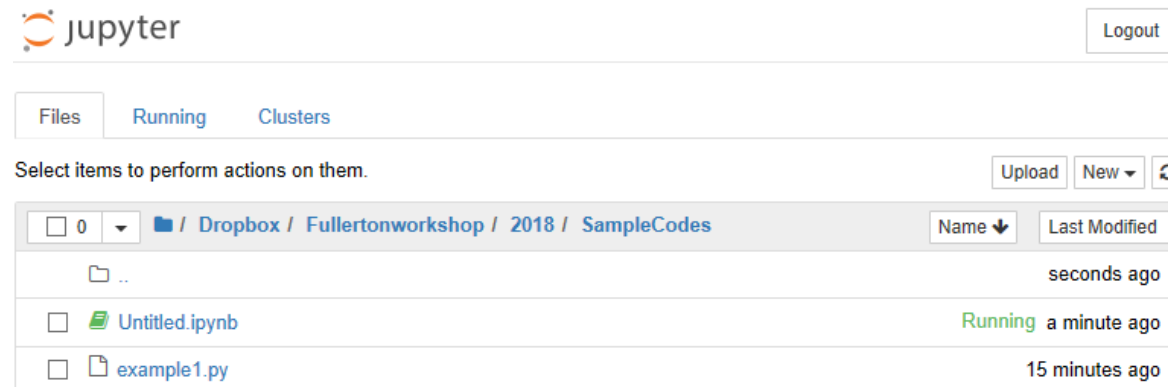 jupyter Logout
Files Running Clusters
Select items to perform actions on them. Upload New
0 / Dropbox / Fullertonworkshop / 2018 / SampleCodes Name Last Modified
.. seconds ago
Untitled.ipynb Running a minute ago
example1.py 15 minutes ago